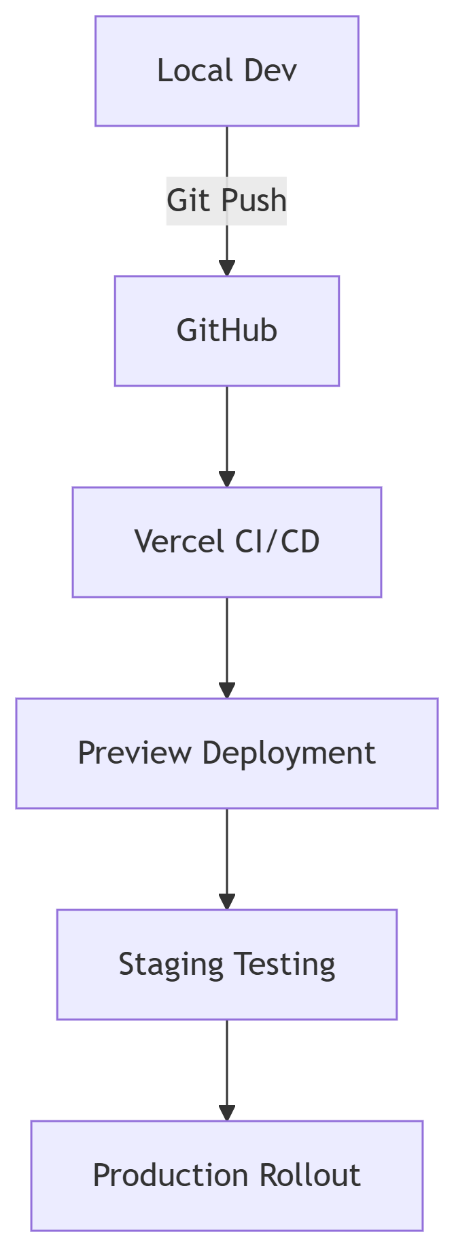 Local Dev
Git Push
GitHub
Vercel CI/CD
Preview Deployment
Staging Testing
Production Rollout